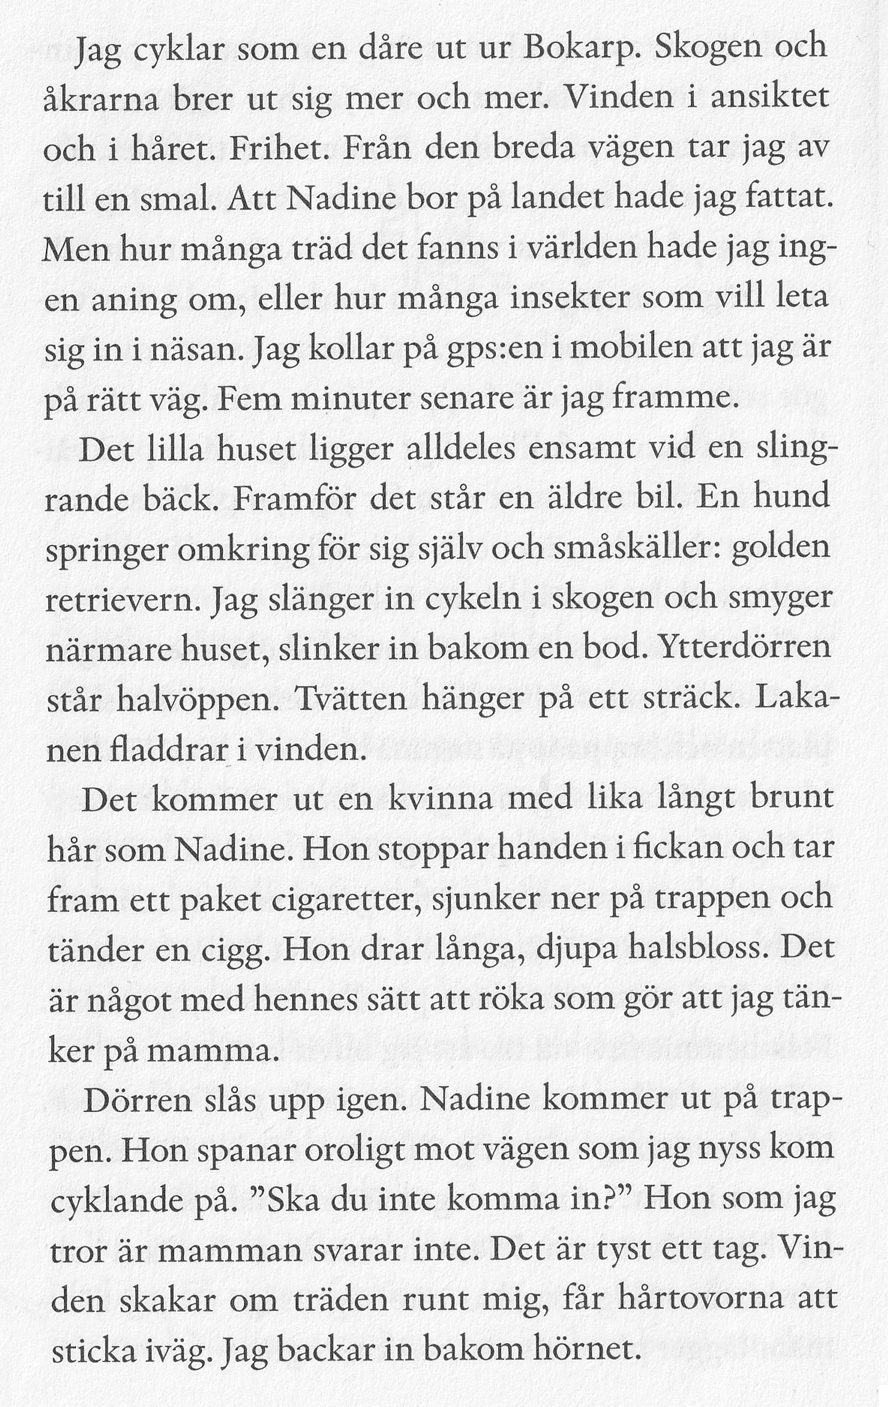 Jag cyklar som en dåre ut ur Bokarp. Skogen och
åkrarna brer ut sig mer och mer. Vinden i ansiktet
och i håret. Frihet. Från den breda vägen tar jag av
till en smal. Att Nadine bor på landet hade jag fattat.
Men hur många träd det fanns i världen hade jag ing-
en aning om, eller hur många insekter som vill leta
sig in i näsan. Jag kollar på gps:en i mobilen att jag är
på rätt väg. Fem minuter senare är jag framme.
Det lilla huset ligger alldeles ensamt vid en sling-
rande bäck. Framför det står en äldre bil. En hund
springer omkring för sig själv och småskäller: golden
retrievern. Jag slänger in cykeln i skogen och smyger
närmare huset, slinker in bakom en bod. Ytterdörren
står halvöppen. Tvätten hänger på ett sträck. Laka-
nen fladdrar i vinden.
Det kommer ut en kvinna med lika långt brunt
hår som Nadine. Hon stoppar handen i fickan och tar
fram ett paket cigaretter, sjunker ner på trappen och
tänder en cigg. Hon drar långa, djupa halsbloss. Det
är något med hennes sätt att röka som gör att jag tän-
ker på mamma.
Dörren slås upp igen. Nadine kommer ut på trap-
pen. Hon spanar oroligt mot vägen som jag nyss kom
cyklande på. ”Ska du inte komma in?” Hon som jag
tror är mamman svarar inte. Det är tyst ett tag. Vin-
den skakar om träden runt mig, får hårtovorna att
sticka iväg. Jag backar in bakom hörnet.